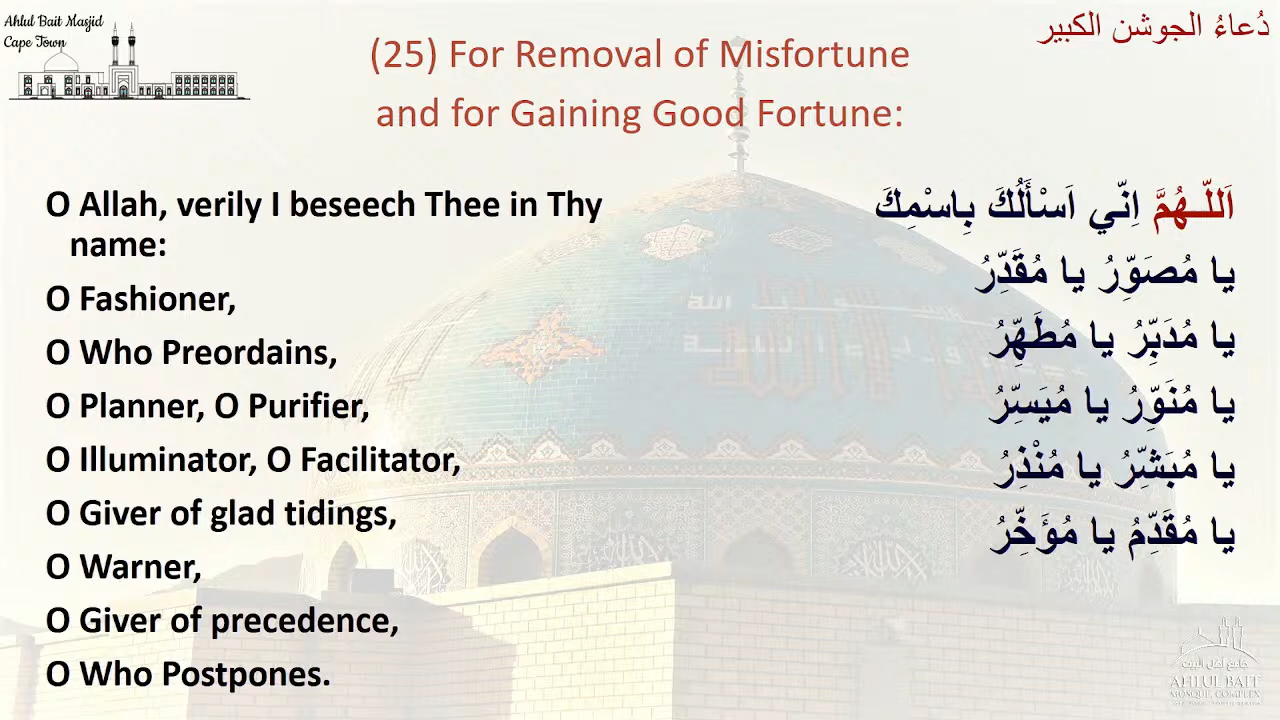 Ahlul Bait Masjid
Cape Town
دُعاءُ الجوشن الكبير
(25) For Removal of Misfortune
and for Gaining Good Fortune:
O Allah, verily I beseech Thee in Thy
name:
O Fashioner,
O Who Preordains,
O Planner, O Purifier,
O Illuminator, O Facilitator,
O Giver of glad tidings,
O Warner,
O Giver of precedence,
O Who Postpones.
اَللّـهُمَّ اِنّي اَسْأَلُكَ بِاسْمِكَ
يا مُصَوِّرُ يا مُقَدِّرُ
يا مُدَبِّرُ يا مُطَهِّرُ
يا مُنَوِّرُ يا مُيَسِّرُ
يا مُبَشِّرُ يا مُنْذِرُ
يا مُقَدِّمُ يا مُؤَخِّرُ
جامع أهل البيت
AHLUL BAIT
MOSQUE COMPLEX